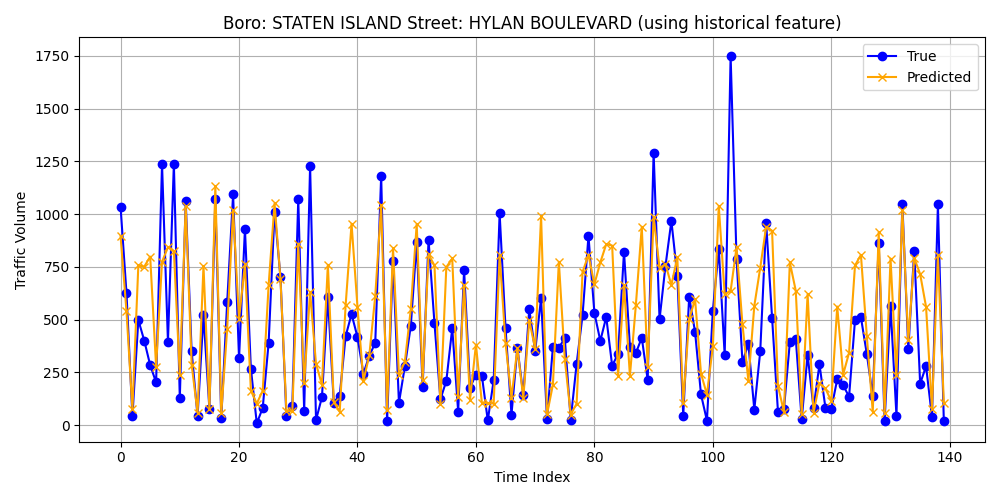 Boro: STATEN ISLAND Street: HYLAN BOULEVARD (using historical feature)
True
Predicted
Traffic Volume
1750
1500
1250
1000
750
500
250
0
0 20 40 60 80 100 120 140
Time Index